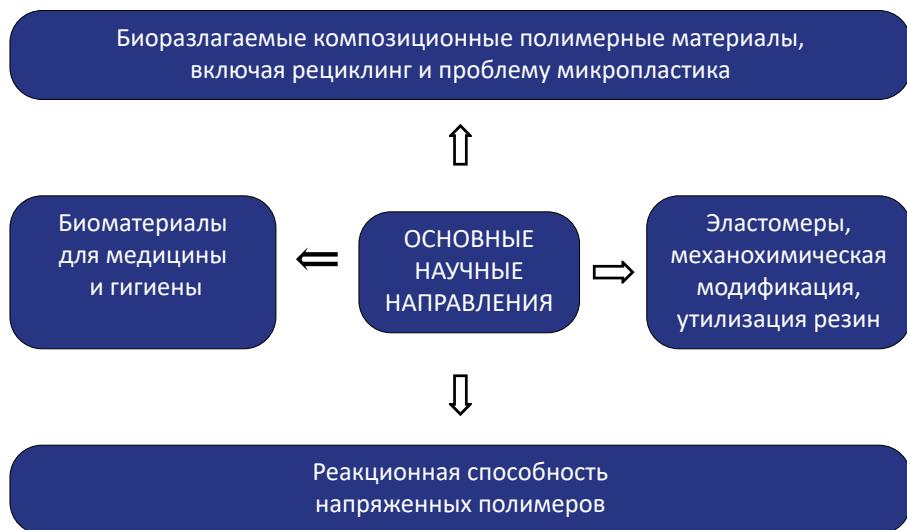 Биоразлагаемые композиционные полимерные материалы,
включая рециклинг и проблему микропластика
Биоматериалы
для медицины
и гигиены
ОСНОВНЫЕ
НАУЧНЫЕ
НАПРАВЛЕНИЯ
Эластомеры,
механохимическая
модификация,
утилизация резин
Реакционная способность
напряженных полимеров